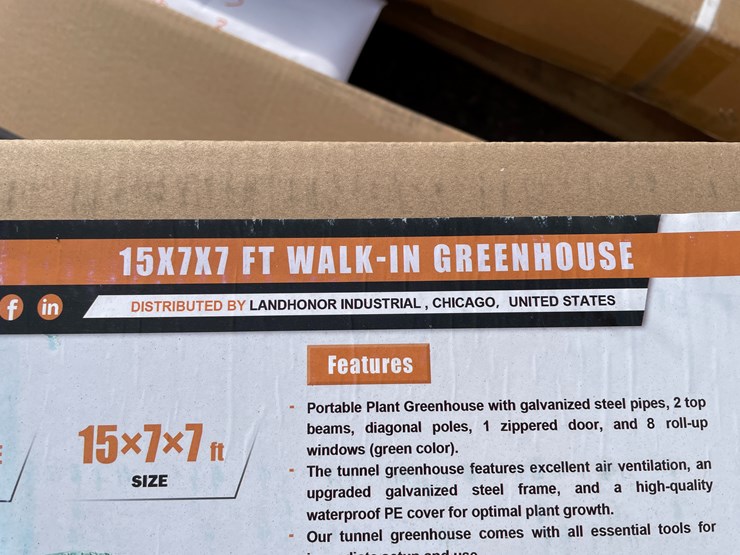 15X7X7 FT WALK-IN GREENHOUSE
f in
DISTRIBUTED BY LANDHONOR INDUSTRIAL , CHICAGO, UNITED STATES
Features
- Portable Plant Greenhouse with galvanized steel pipes, 2 top
beams, diagonal poles, 1 zippered door, and 8 roll-up
windows (green color).
- The tunnel greenhouse features excellent air ventilation, an
upgraded galvanized steel frame, and a high-quality
waterproof PE cover for optimal plant growth.
- Our tunnel greenhouse comes with all essential tools for
15×7×7 ft
SIZE